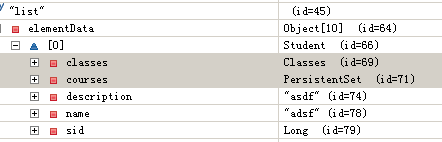 "list" (id=45)
elementData Object[10] (id=64)
[0] Student (id=66)
classes Classes (id=69)
courses PersistentSet (id=71)
description "asdf" (id=74)
name "adsf" (id=78)
sid Long (id=79)